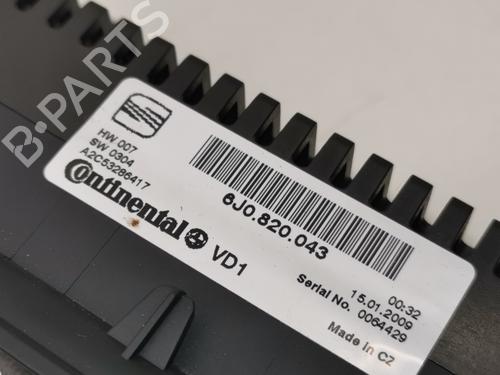 B-PARTS
HW 007
SW 0304
A2C53286417
Continental VD1
6J0.820.043
00:32
15.01.2009
Serial No. 0064429
Made in CZ